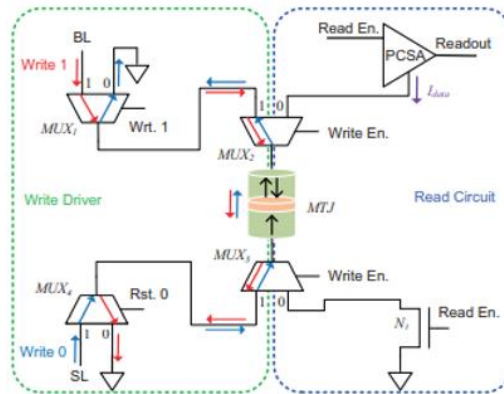 BL
Read En.
PCSA
Readout
Write 1
1 0
I_data
MUX₁
Wrt. 1
1 0
MUX₂
Write En.
Write Driver
MTJ
Read Circuit
MUX₃
Write En.
MUX₄
Rst. 0
1 0
Read En.
1 0
N₁
Write 0
SL